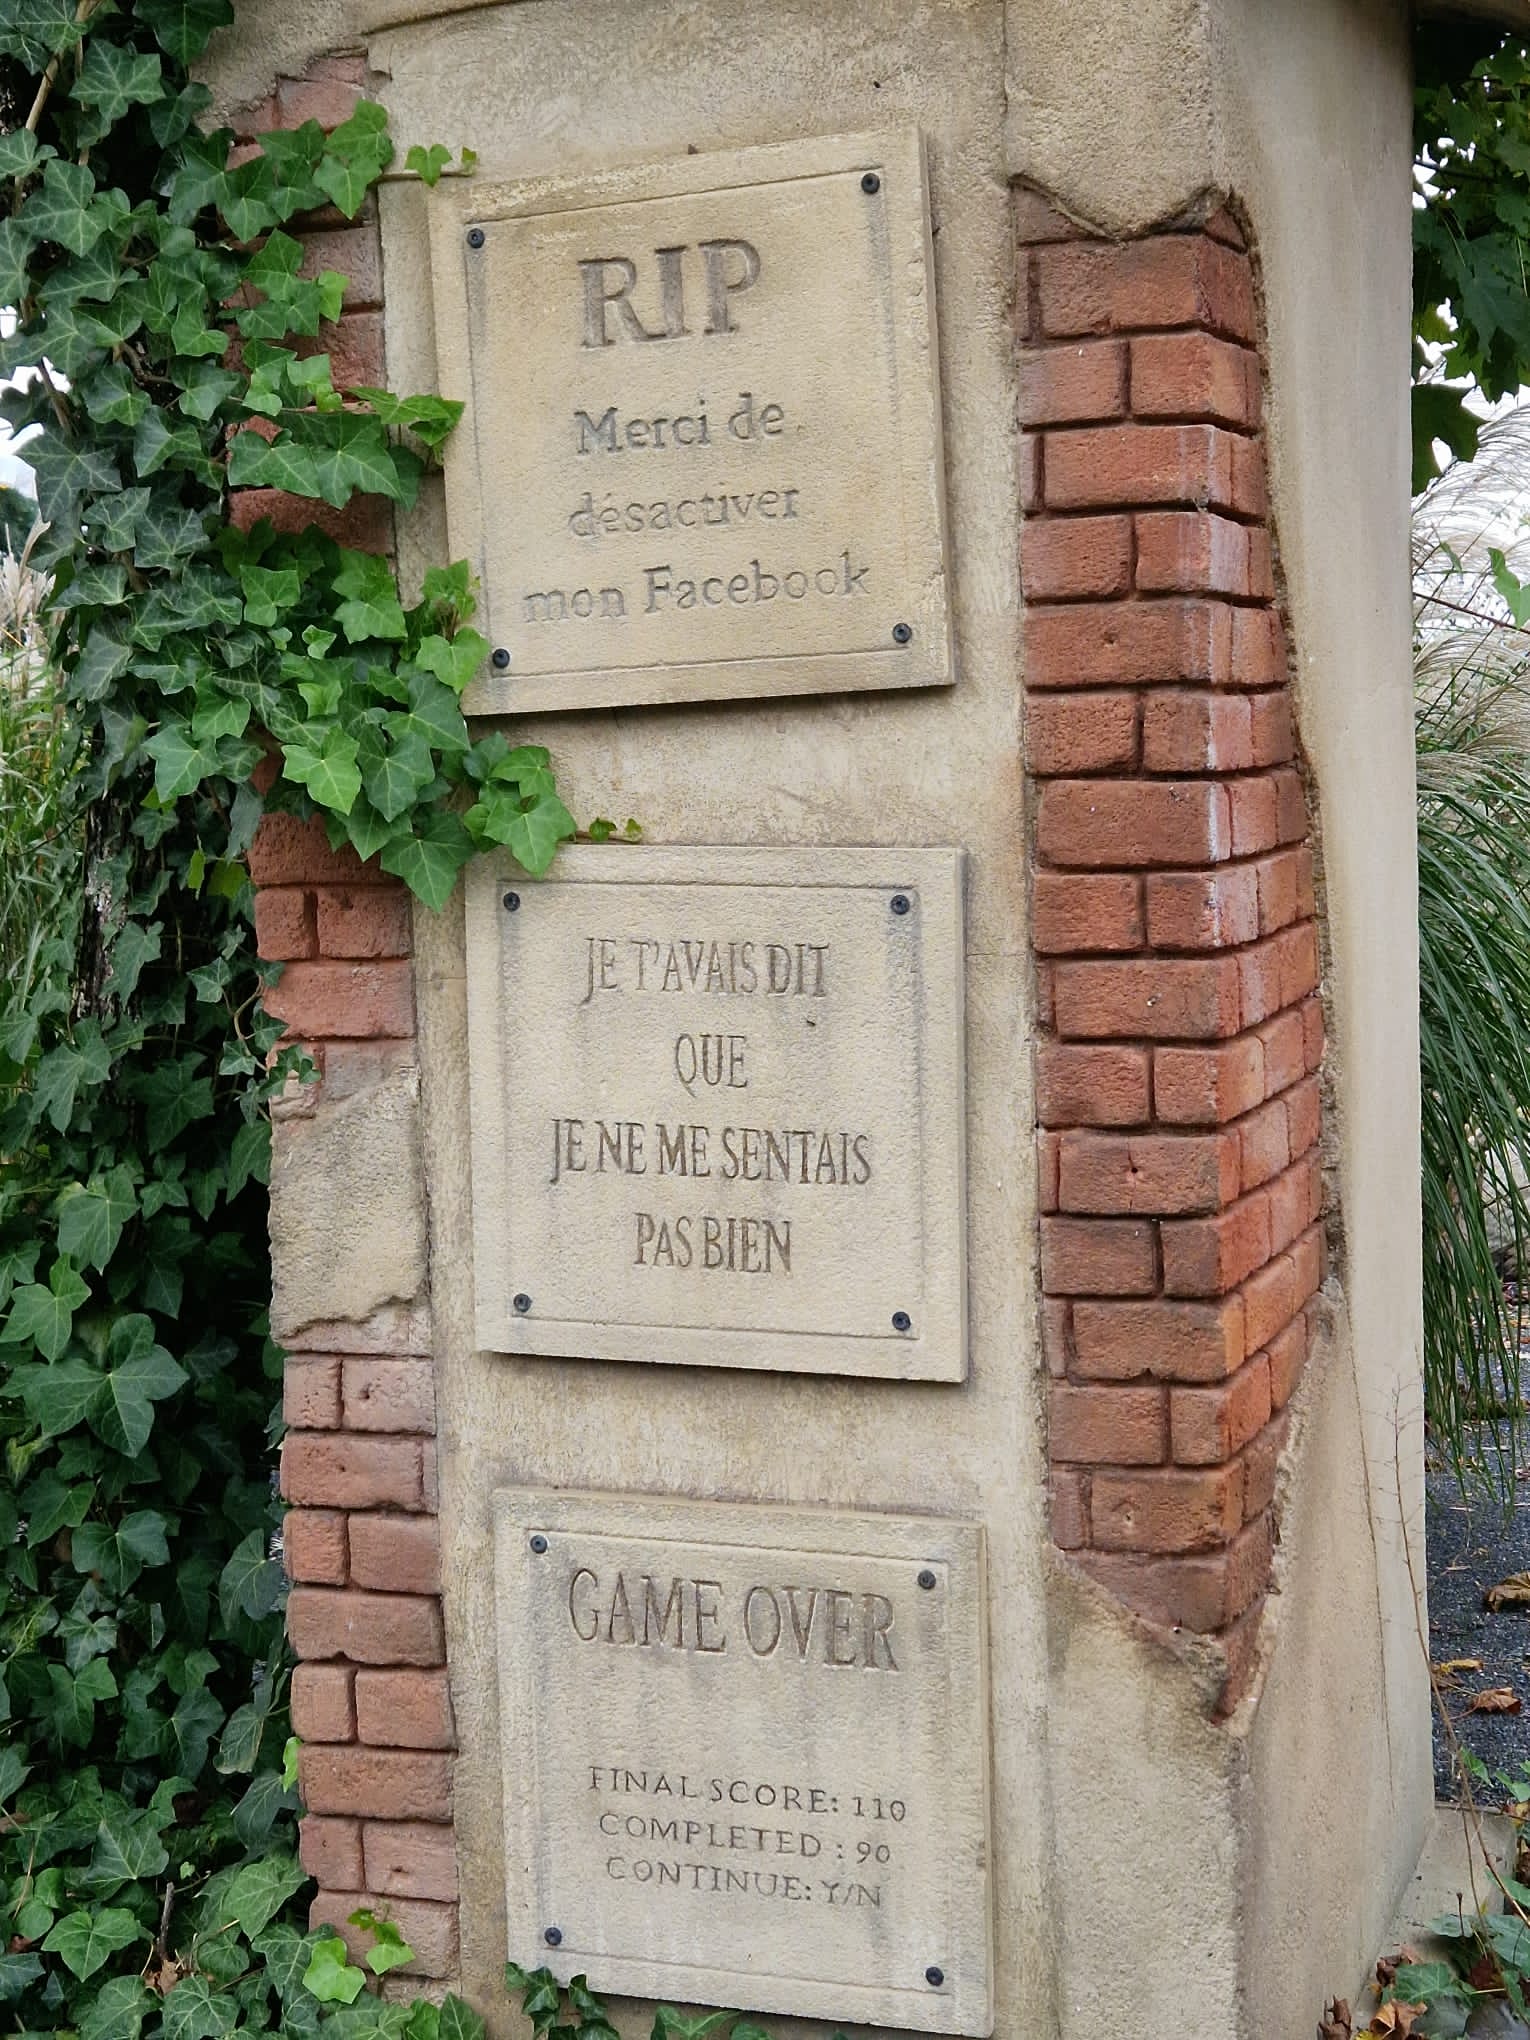 RIP
Merci de
désactiver
mon Facebook
JE T'AVAIS DIT
QUE
JE NE ME SENTAIS
PAS BIEN
GAME OVER
FINAL SCORE: 110
COMPLETED : 90
CONTINUE: Y/N